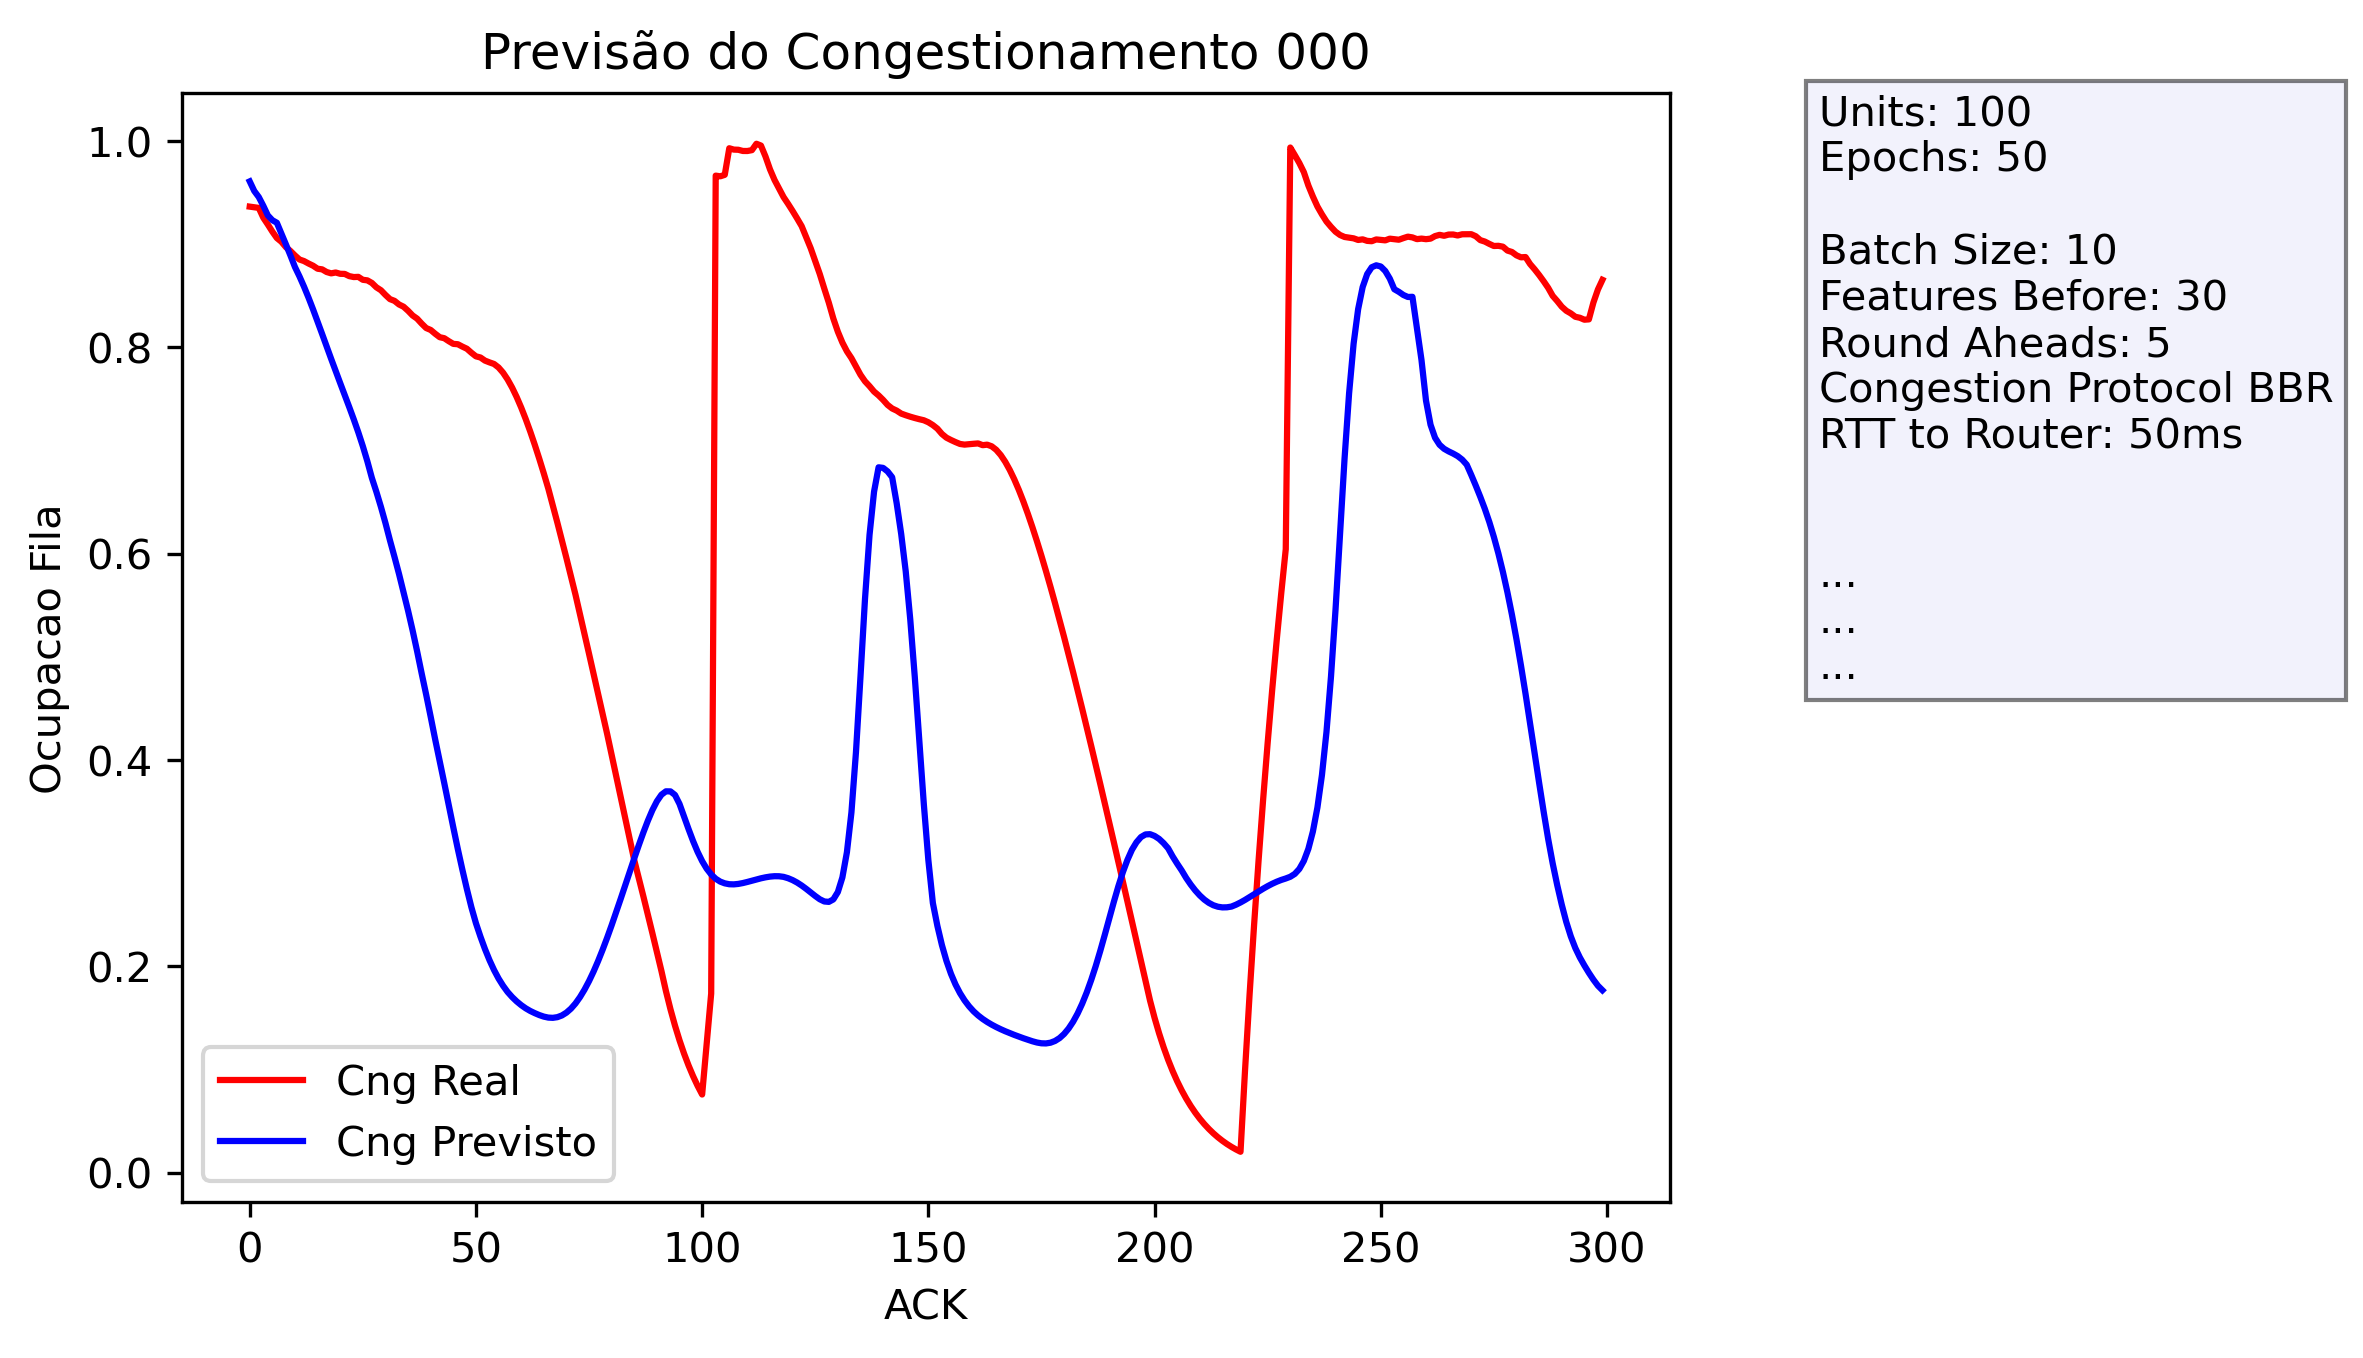 Previsão do Congestionamento 000
Units: 100
Epochs: 50
Batch Size: 10
Features Before: 30
Round Aheads: 5
Congestion Protocol BBR
RTT to Router: 50ms
...
...
...
Ocupacao Fila
1.0
0.8
0.6
0.4
0.2
0.0
Cng Real
Cng Previsto
0 50 100 150 200 250 300
ACK